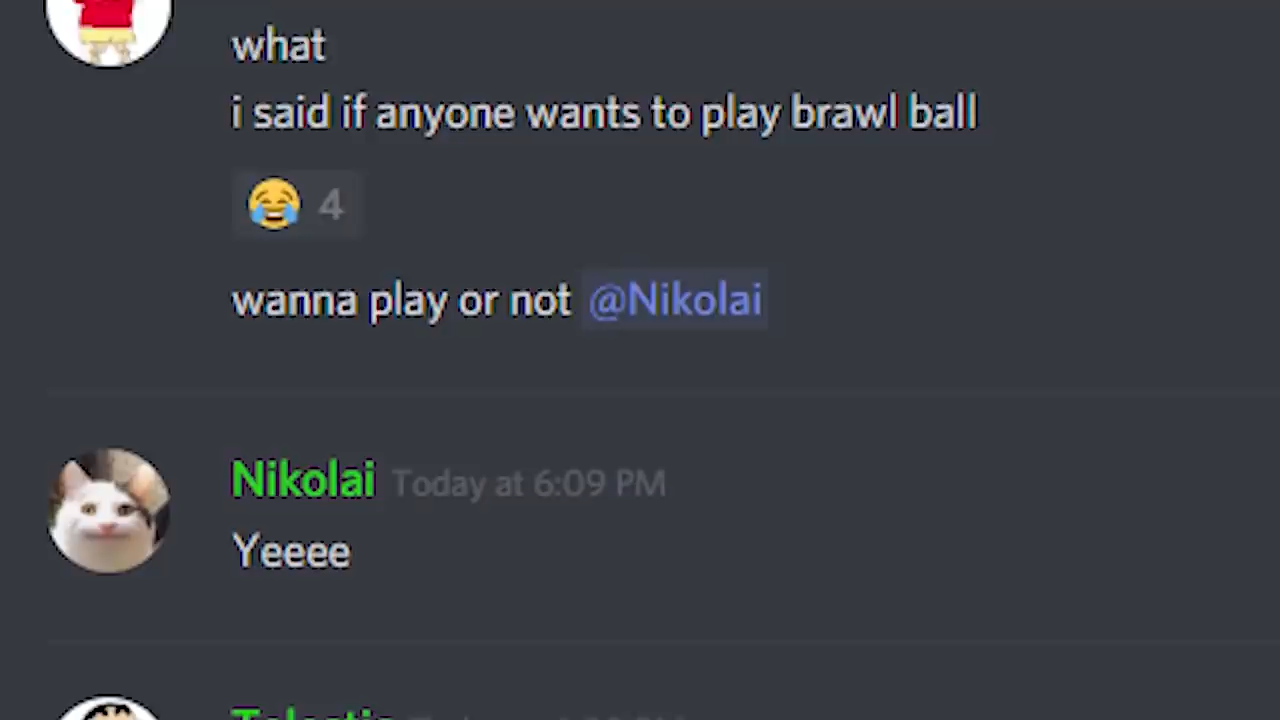 what
i said if anyone wants to play brawl ball
😂 4
wanna play or not @Nikolai
Nikolai Today at 6:09 PM
Yeeee